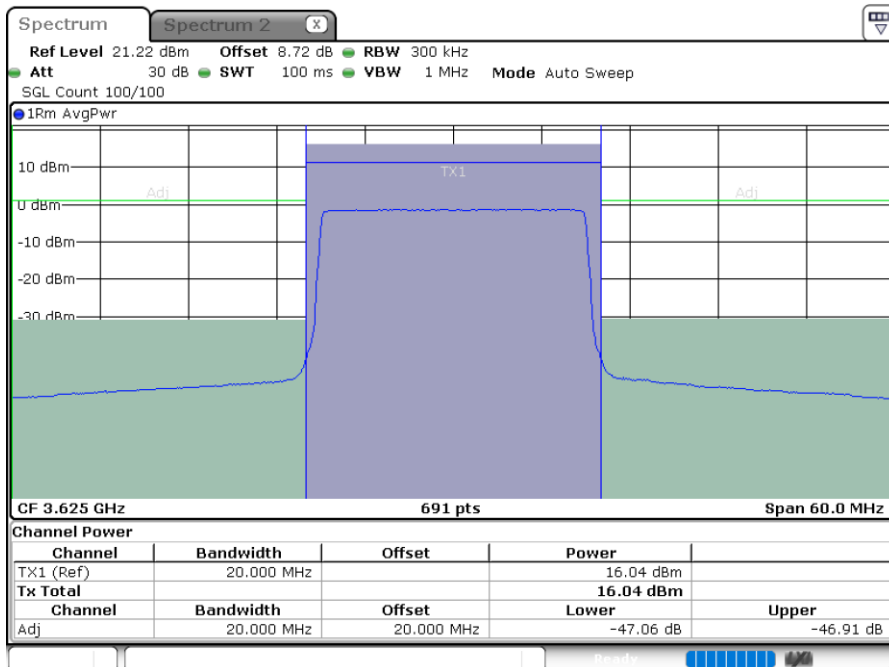 Spectrum Spectrum 2 X
Ref Level 21.22 dBm Offset 8.72 dB RBW 300 kHz
Att 30 dB SWT 100 ms VBW 1 MHz Mode Auto Sweep
SGL Count 100/100
1Rm AvgPwr
10 dBm
TX1
Adj Adj
0 dBm
-10 dBm
-20 dBm
-30 dBm
CF 3.625 GHz 691 pts Span 60.0 MHz
Channel Power
Channel Bandwidth Offset Power
TX1 (Ref) 20.000 MHz 16.04 dBm
Tx Total 16.04 dBm
Channel Bandwidth Offset Lower Upper
Adj 20.000 MHz 20.000 MHz -47.06 dB -46.91 dB
Ready